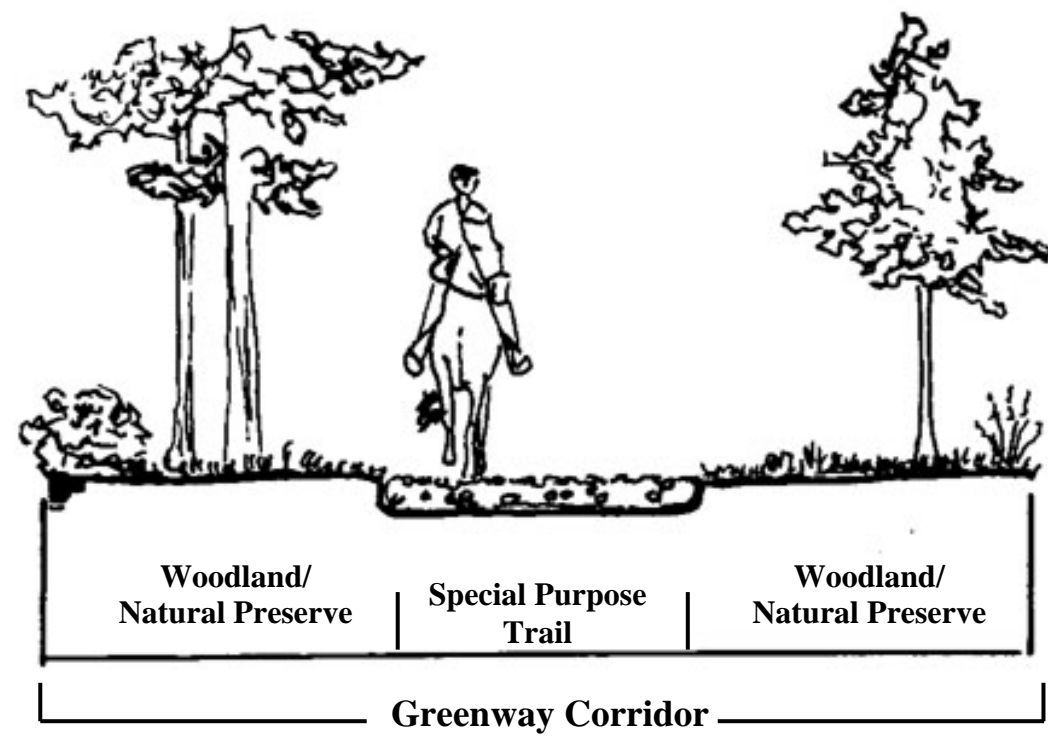 Woodland/
Natural Preserve
Special Purpose
Trail
Woodland/
Natural Preserve
Greenway Corridor